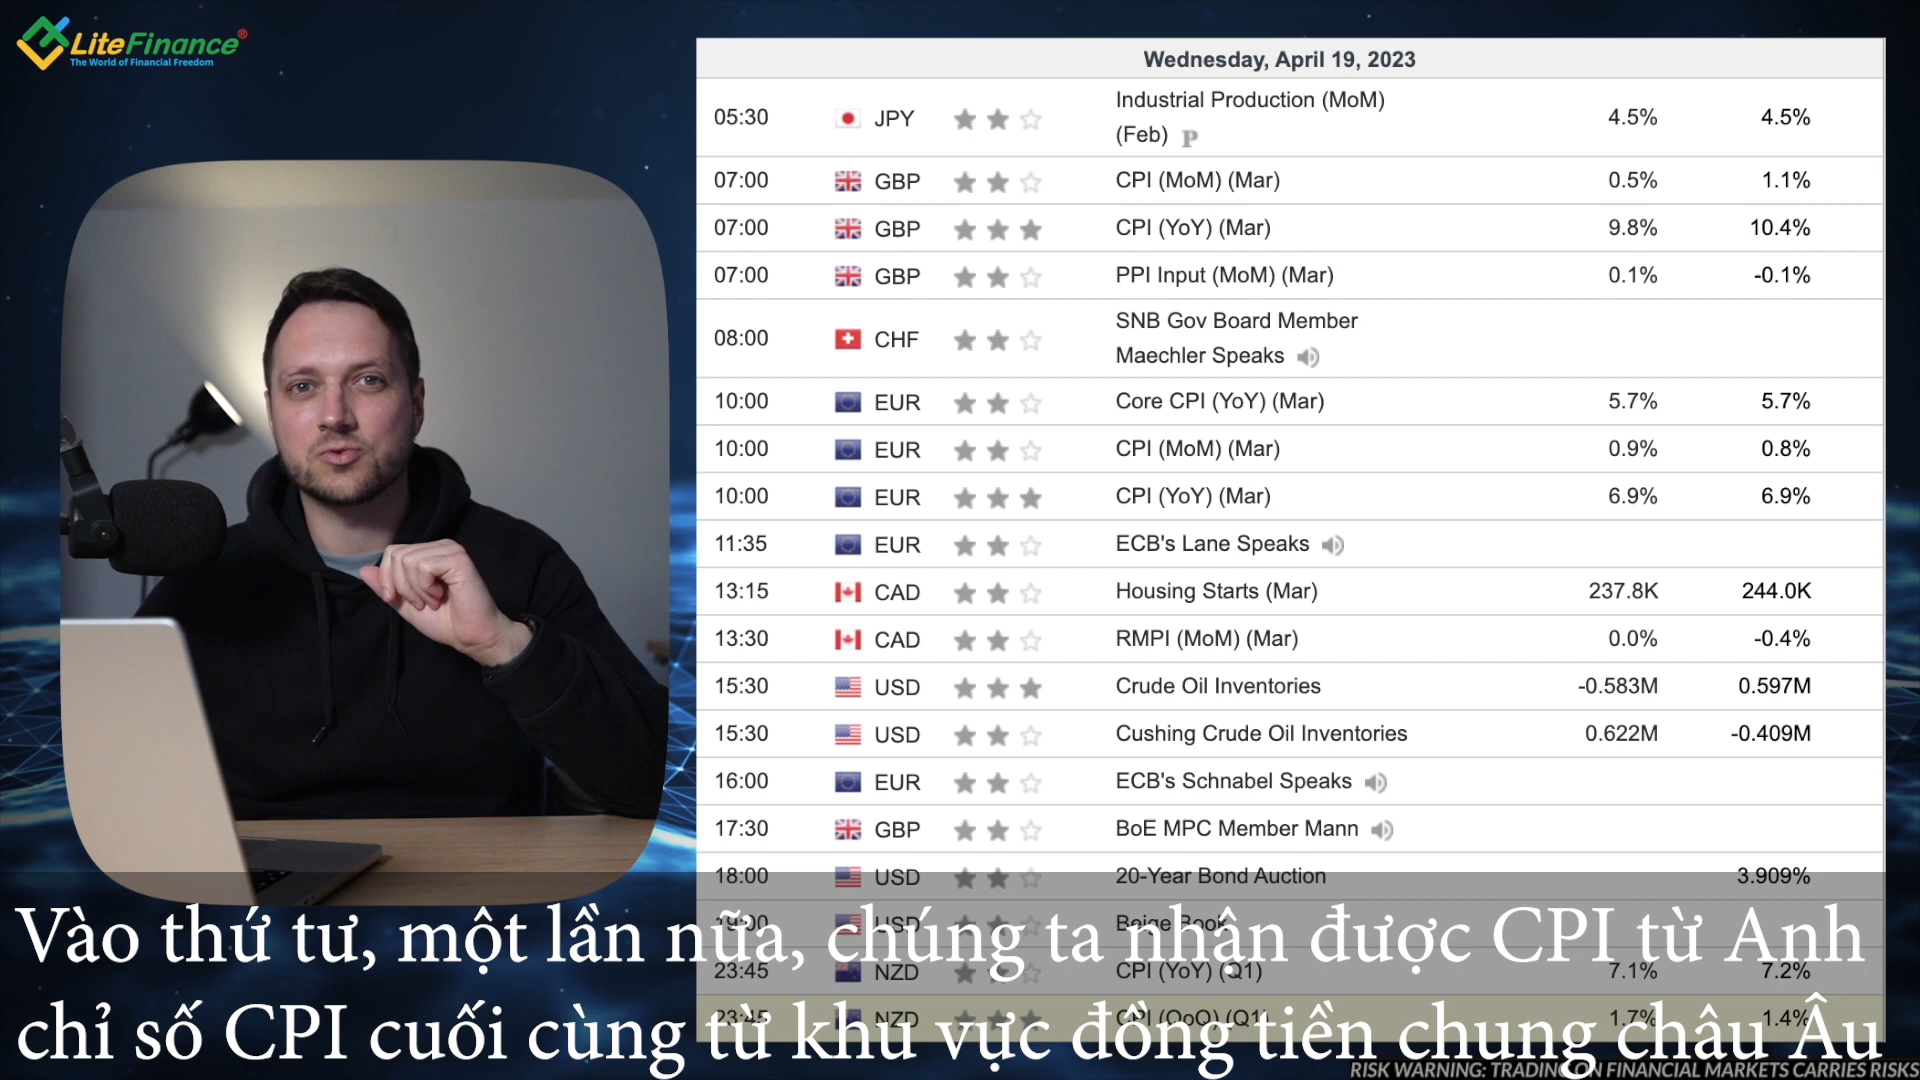 LiteFinance®
The World of Financial Freedom
Wednesday, April 19, 2023
05:30 JPY Industrial Production (MoM) (Feb) P 4.5% 4.5%
07:00 GBP CPI (MoM) (Mar) 0.5% 1.1%
07:00 GBP CPI (YoY) (Mar) 9.8% 10.4%
07:00 GBP PPI Input (MoM) (Mar) 0.1% -0.1%
08:00 CHF SNB Gov Board Member Maechler Speaks
10:00 EUR Core CPI (YoY) (Mar) 5.7% 5.7%
10:00 EUR CPI (MoM) (Mar) 0.9% 0.8%
10:00 EUR CPI (YoY) (Mar) 6.9% 6.9%
11:35 EUR ECB's Lane Speaks
13:15 CAD Housing Starts (Mar) 237.8K 244.0K
13:30 CAD RMPI (MoM) (Mar) 0.0% -0.4%
15:30 USD Crude Oil Inventories -0.583M 0.597M
15:30 USD Cushing Crude Oil Inventories 0.622M -0.409M
16:00 EUR ECB's Schnabel Speaks
17:30 GBP BoE MPC Member Mann
18:00 USD 20-Year Bond Auction 3.909%
19:00 USD Beige Book
23:45 NZD CPI (YoY) (Q1) 7.1% 7.2%
23:45 NZD CPI (QoQ) (Q1) 1.7% 1.4%
Vào thứ tư, một lần nữa, chúng ta nhận được CPI từ Anh
chỉ số CPI cuối cùng từ khu vực đồng tiền chung châu Âu
RISK WARNING: TRADING ON FINANCIAL MARKETS CARRIES RISKS